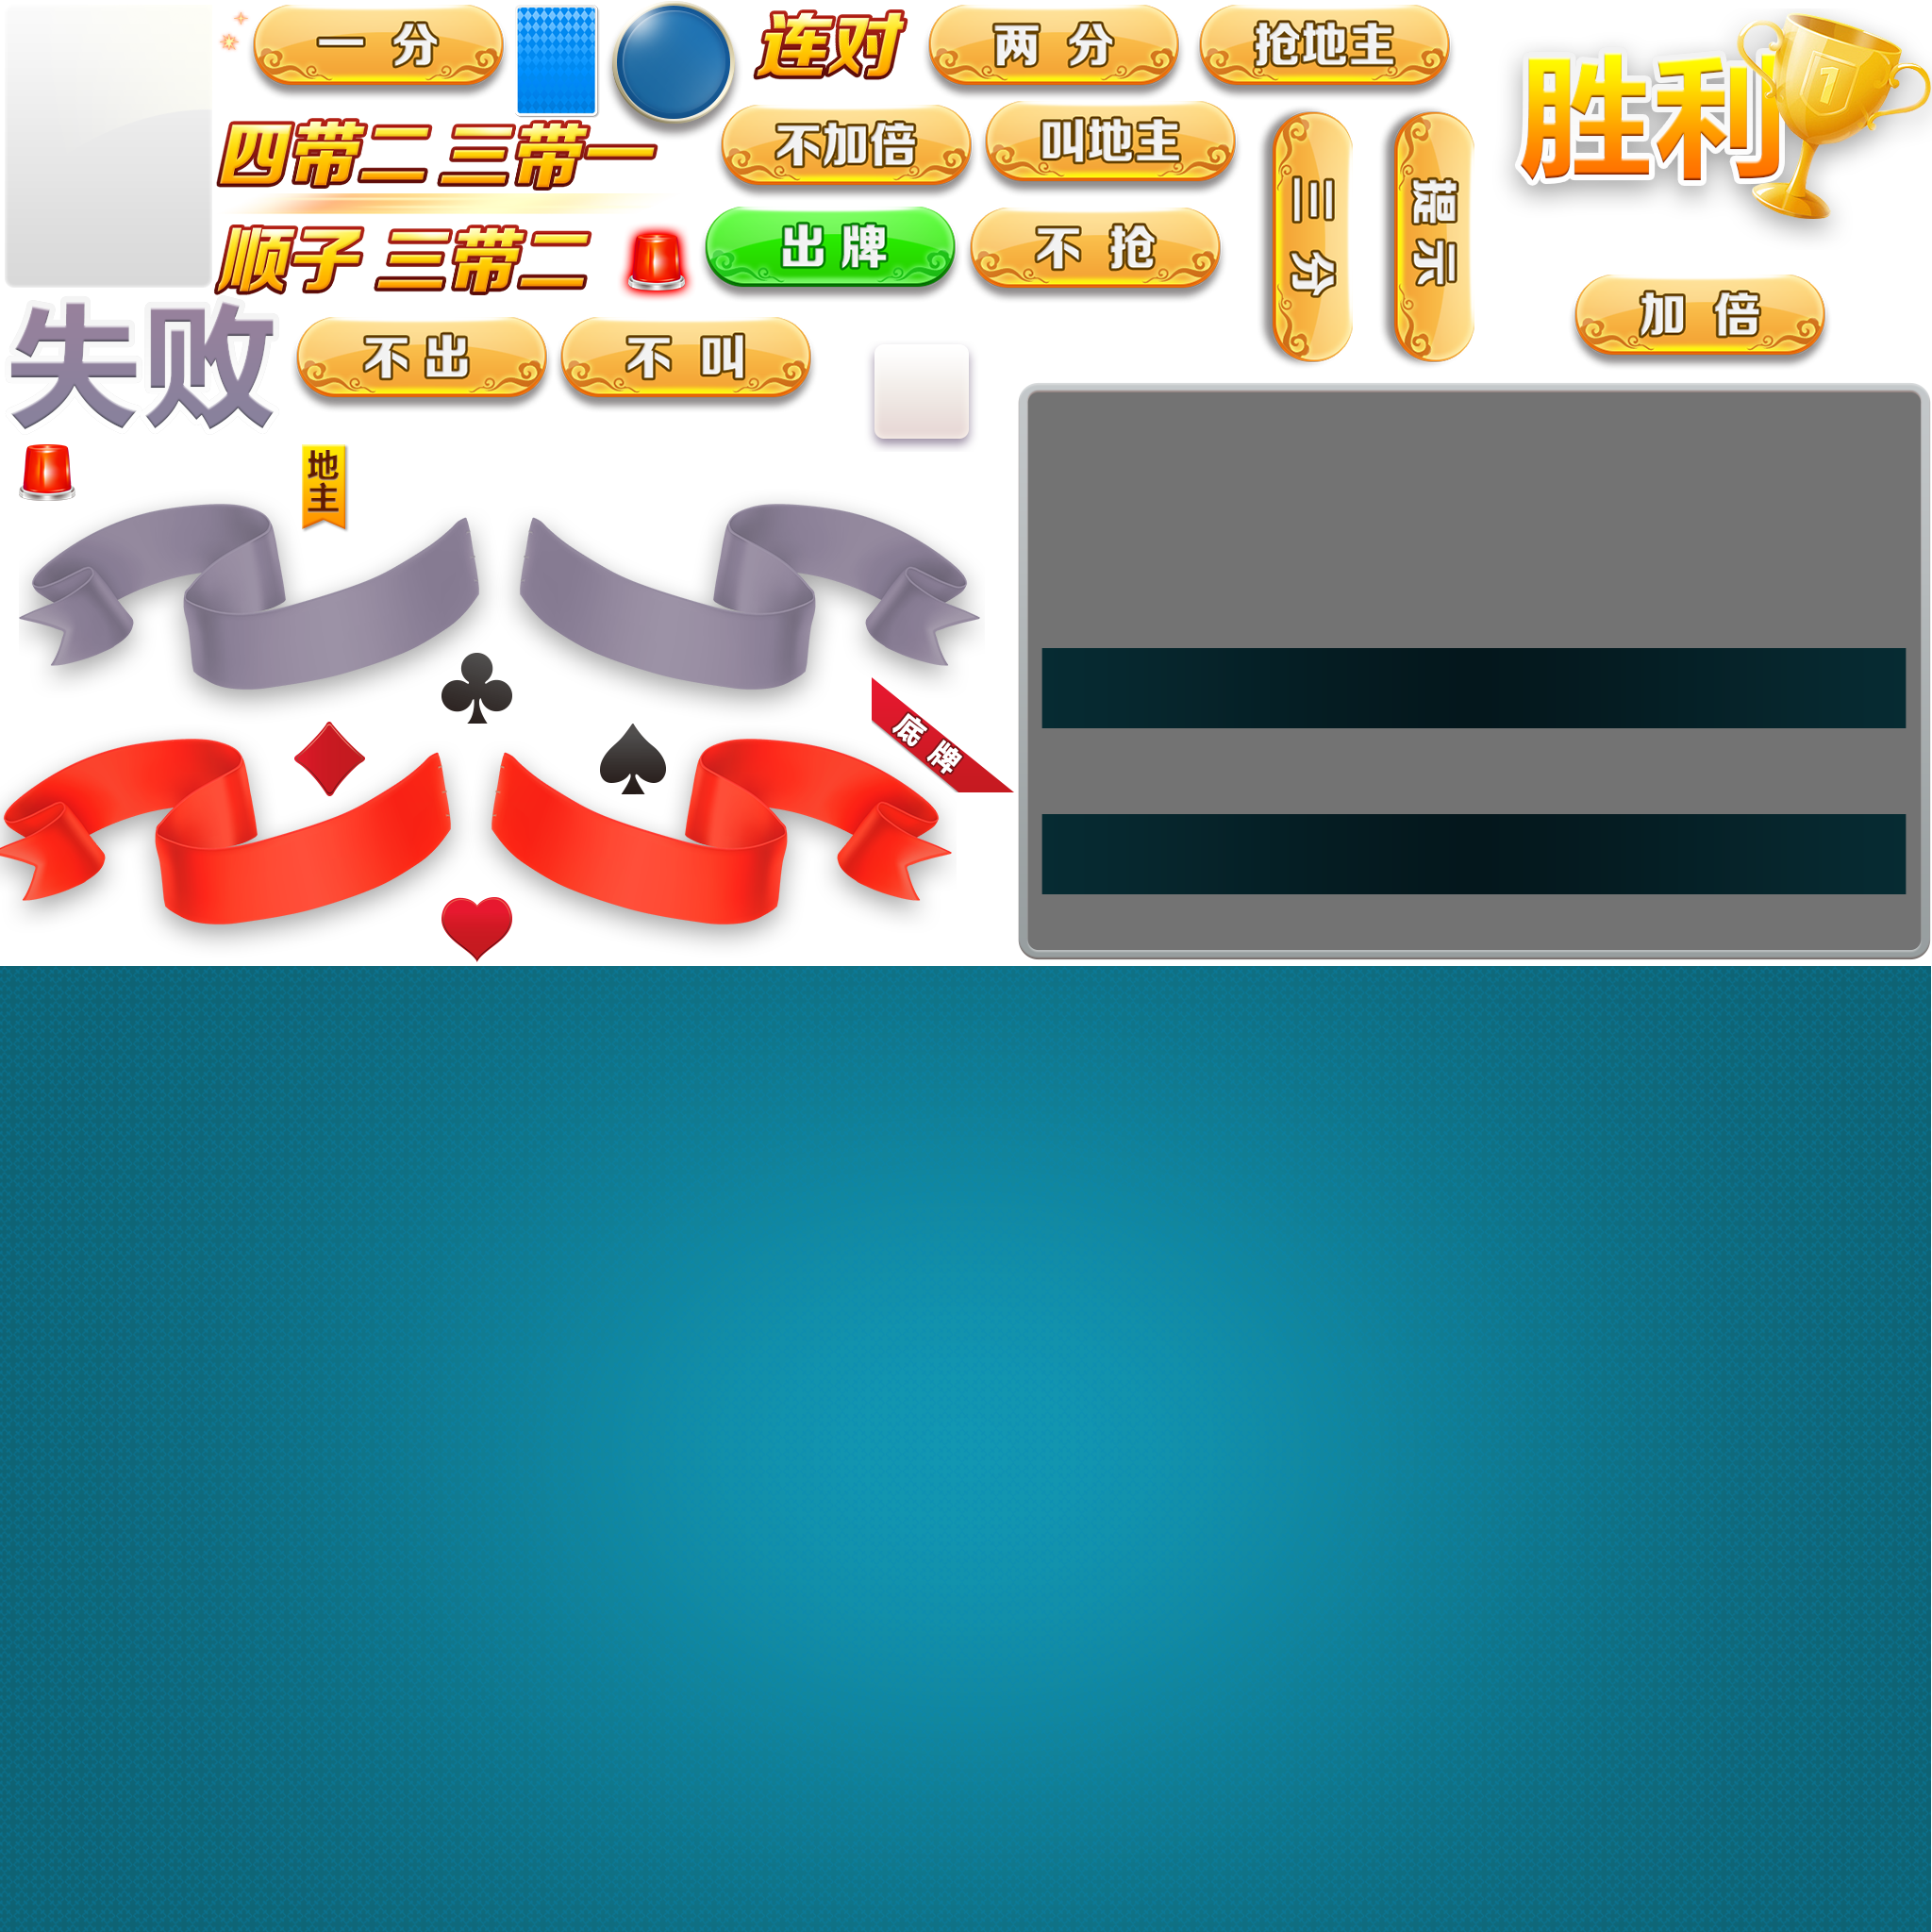 一 分
连对
两 分
抢地主
胜利
1
四带二
三带一
不加倍
叫地主
三 分
提 示
顺子
三带二
出 牌
不 抢
加 倍
失败
不 出
不 叫
地主
底 牌